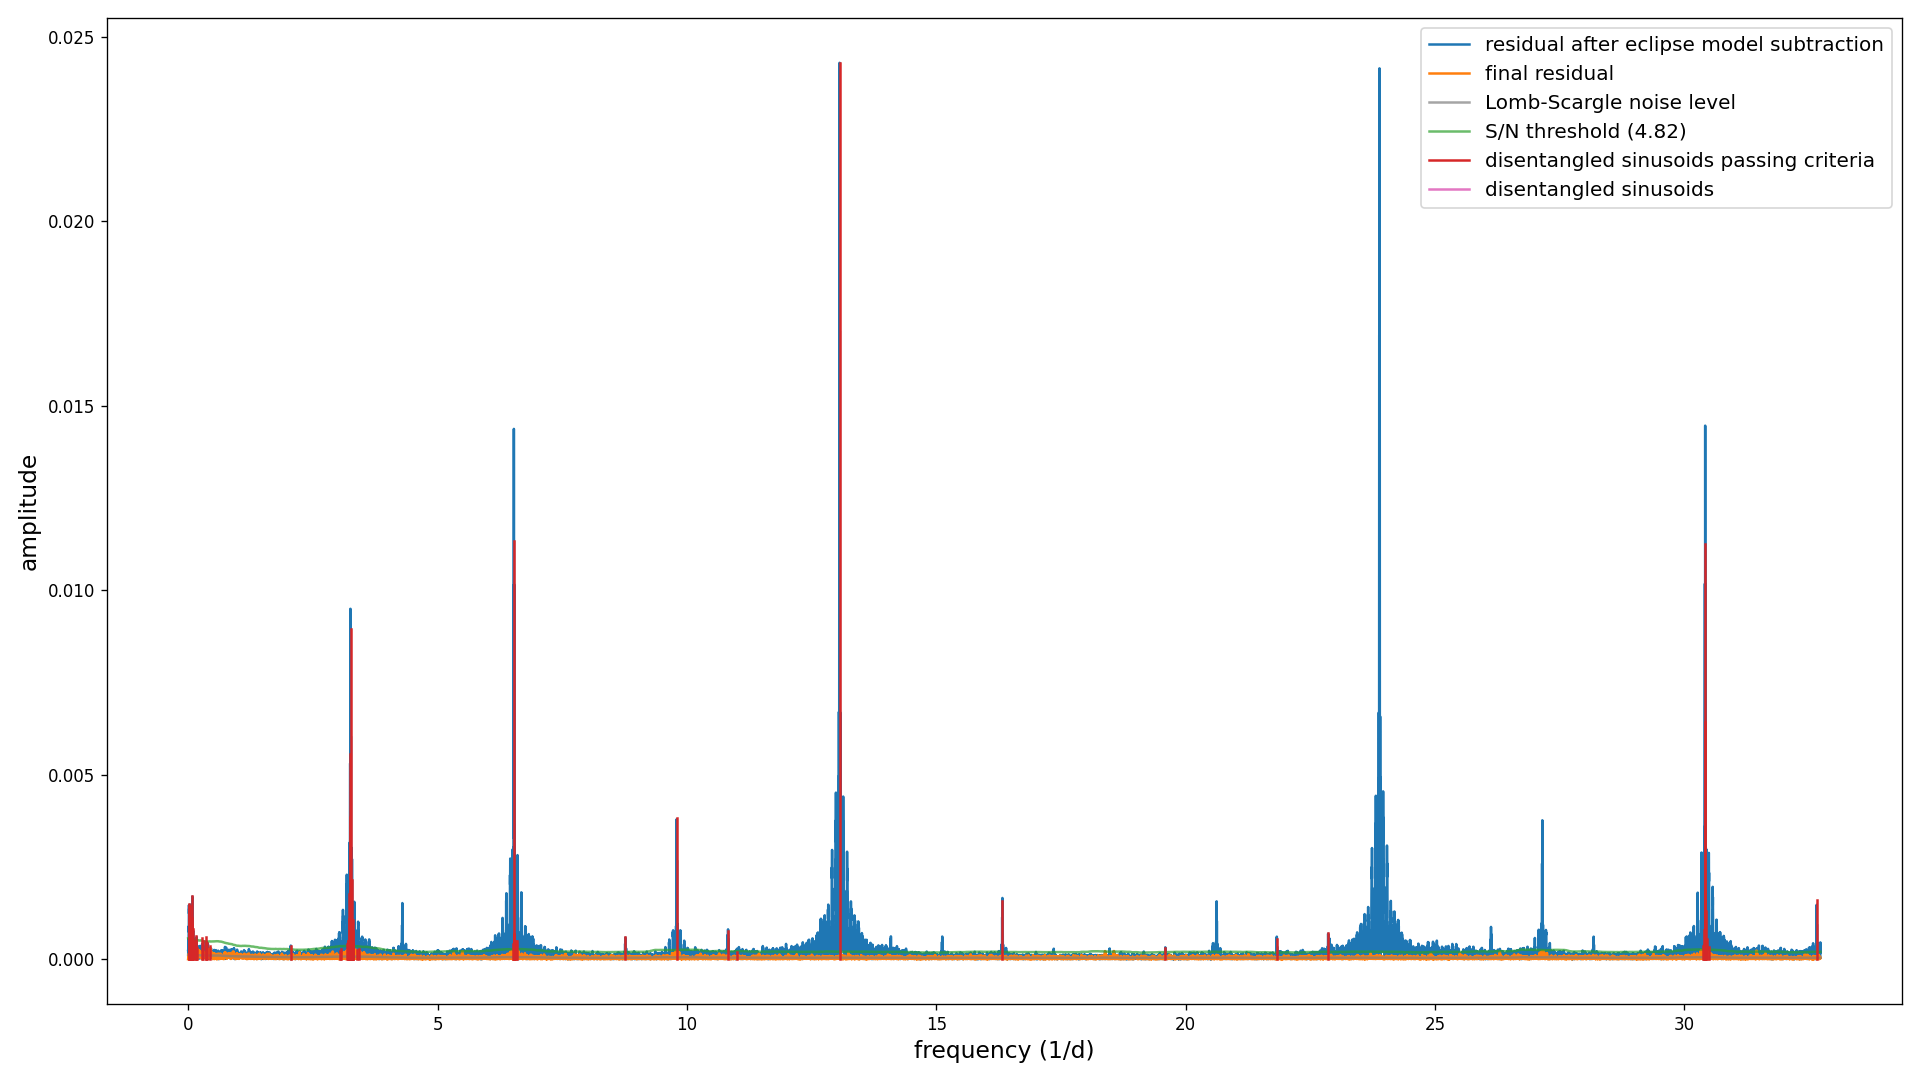 0.025
0.020
0.015
0.010
0.005
0.000
amplitude
0
5
10
15
20
25
30
frequency (1/d)
residual after eclipse model subtraction
final residual
Lomb-Scargle noise level
S/N threshold (4.82)
disentangled sinusoids passing criteria
disentangled sinusoids